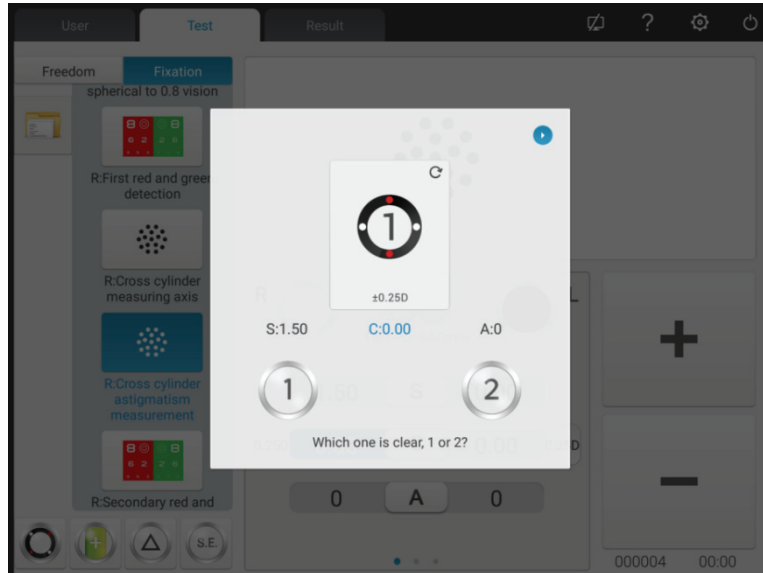 User
Test
Result
?
Freedom
Fixation
spherical to 0.8 vision
R:First red and green
detection
R:Cross cylinder
measuring axis
R:Cross cylinder
astigmatism
measurement
R:Secondary red and
S.E.
1
±0.25D
S:1.50 C:0.00 A:0
1
2
Which one is clear, 1 or 2?
R
L
S
0 A 0
000004 00:00